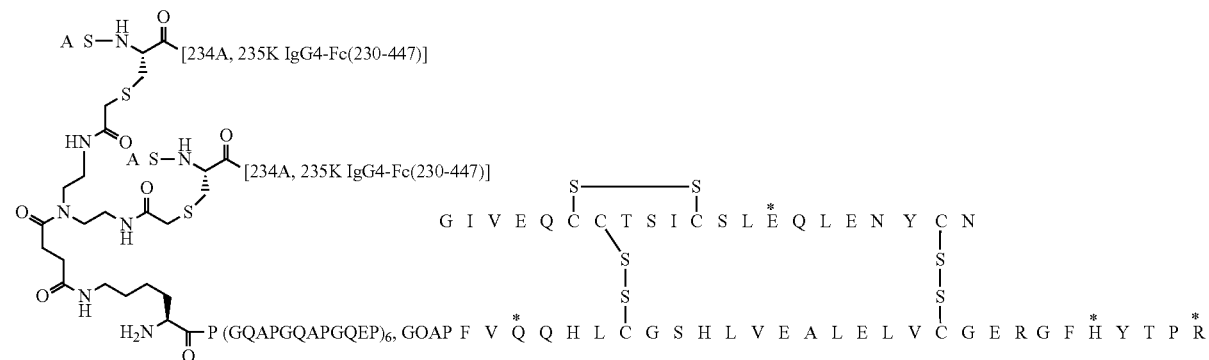 O
H
A S—N
[234A, 235K IgG4-Fc(230-447)]
S
HN
O
O
H
A S—N
[234A, 235K IgG4-Fc(230-447)]
S S
O
O
N
N
H
S
*
G I V E Q C C T S I C S L E Q L E N Y C N
S S
S S
O
N
H
* * *
H₂N
O
P (GQAPGQAPGQEP)₆, GOAP F V Q Q H L C G S H L V E A L E L V C G E R G F H Y T P R